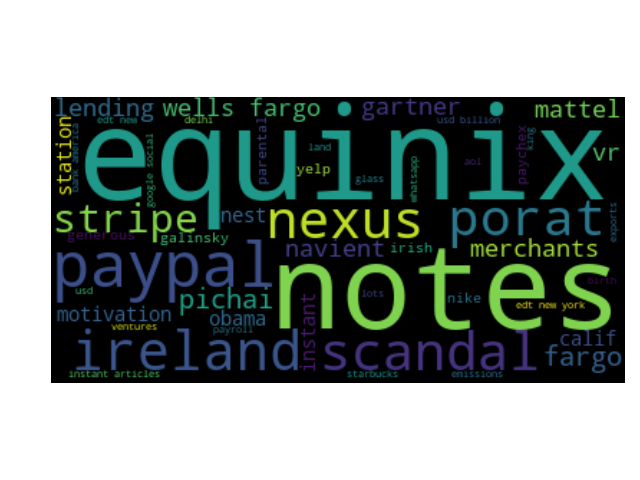 lending wells fargo gartner mattel
edt new delhi usd billion
equinix
station bank america google social parental land yelp glass whatsapp aol paychex king vr
stripe nest nexus porat exports
generous galinsky navient irish merchants
paypal notes
usd pichai lots nike birth
motivation obama edt new york
ventures payroll
ireland instant scandal calif
fargo
instant articles starbucks emissions